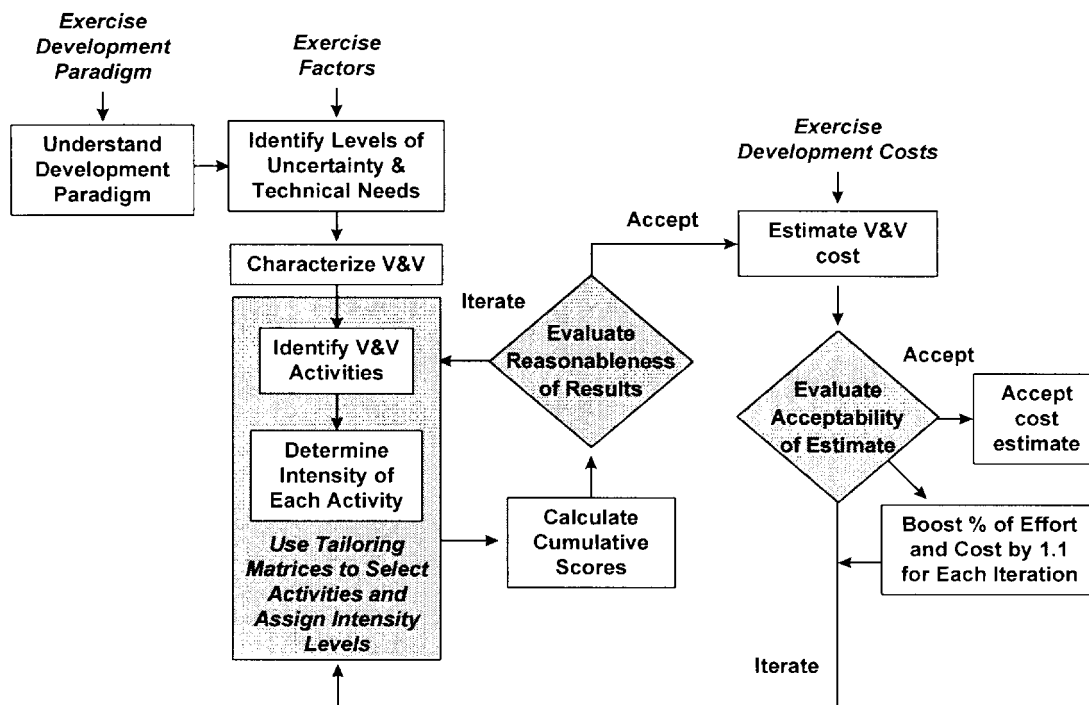 Exercise
Development
Paradigm
Understand
Development
Paradigm
Exercise
Factors
Identify Levels of
Uncertainty &
Technical Needs
Characterize V&V
Identify V&V
Activities
Determine
Intensity of
Each Activity
Use Tailoring
Matrices to Select
Activities and
Assign Intensity
Levels
Calculate
Cumulative
Scores
Iterate
Evaluate
Reasonableness
of Results
Accept
Exercise
Development Costs
Estimate V&V
cost
Evaluate
Acceptability
of Estimate
Accept
Accept
cost
estimate
Boost % of Effort
and Cost by 1.1
for Each Iteration
Iterate